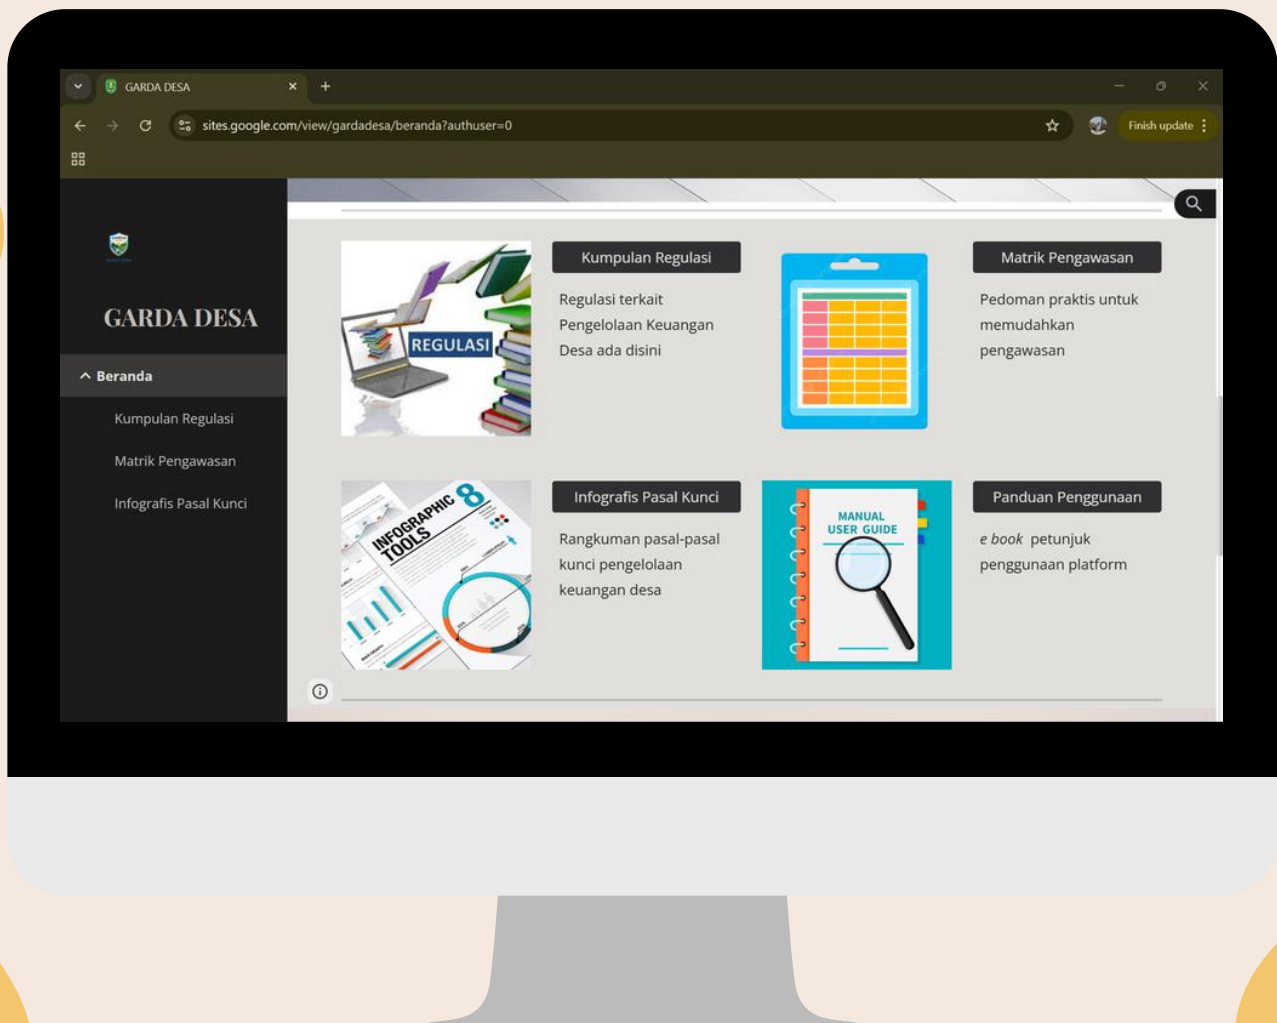 GARDA DESA
sites.google.com/view/gardadesa/beranda?authuser=0
Finish update
GARDA DESA
Beranda
Kumpulan Regulasi
Matrik Pengawasan
Infografis Pasal Kunci
REGULASI
Kumpulan Regulasi
Regulasi terkait
Pengelolaan Keuangan
Desa ada disini
Matrik Pengawasan
Pedoman praktis untuk
memudahkan
pengawasan
INFOGRAPHIC 8
TOOLS
Infografis Pasal Kunci
Rangkuman pasal-pasal
kunci pengelolaan
keuangan desa
MANUAL
USER GUIDE
Panduan Penggunaan
e book petunjuk
penggunaan platform